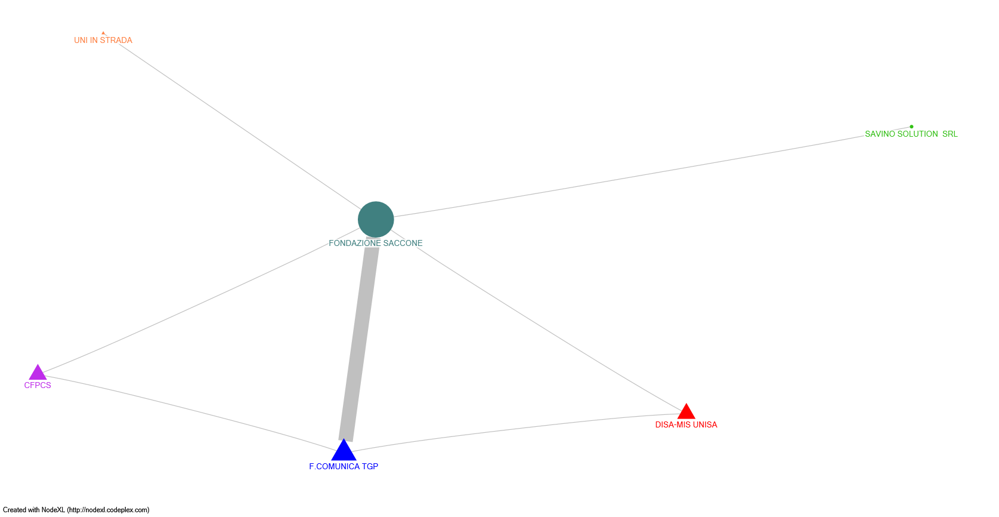 UNI IN STRADA
SAVINO SOLUTION  SRL
FONDAZIONE SACCONE
CFPCS
DISA-MIS UNISA
F.COMUNICA TGP
Created with NodeXL (http://nodexl.codeplex.com)